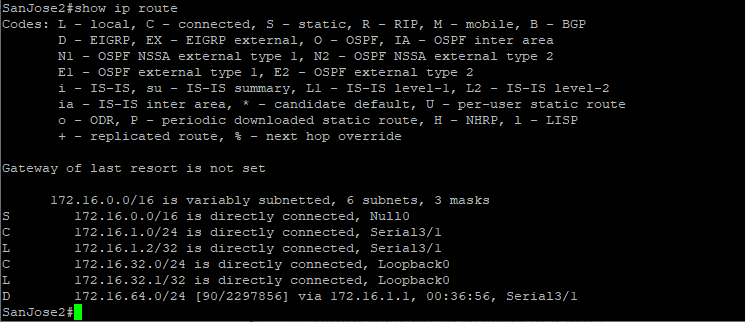 SanJose2#show ip route
Codes: L - local, C - connected, S - static, R - RIP, M - mobile, B - BGP
       D - EIGRP, EX - EIGRP external, O - OSPF, IA - OSPF inter area
       N1 - OSPF NSSA external type 1, N2 - OSPF NSSA external type 2
       E1 - OSPF external type 1, E2 - OSPF external type 2
       i - IS-IS, su - IS-IS summary, L1 - IS-IS level-1, L2 - IS-IS level-2
       ia - IS-IS inter area, * - candidate default, U - per-user static route
       o - ODR, P - periodic downloaded static route, H - NHRP, l - LISP
       + - replicated route, % - next hop override

Gateway of last resort is not set

      172.16.0.0/16 is variably subnetted, 6 subnets, 3 masks
S        172.16.0.0/16 is directly connected, Null0
C        172.16.1.0/24 is directly connected, Serial3/1
L        172.16.1.2/32 is directly connected, Serial3/1
C        172.16.32.0/24 is directly connected, Loopback0
L        172.16.32.1/32 is directly connected, Loopback0
D        172.16.64.0/24 [90/2297856] via 172.16.1.1, 00:36:56, Serial3/1
SanJose2#